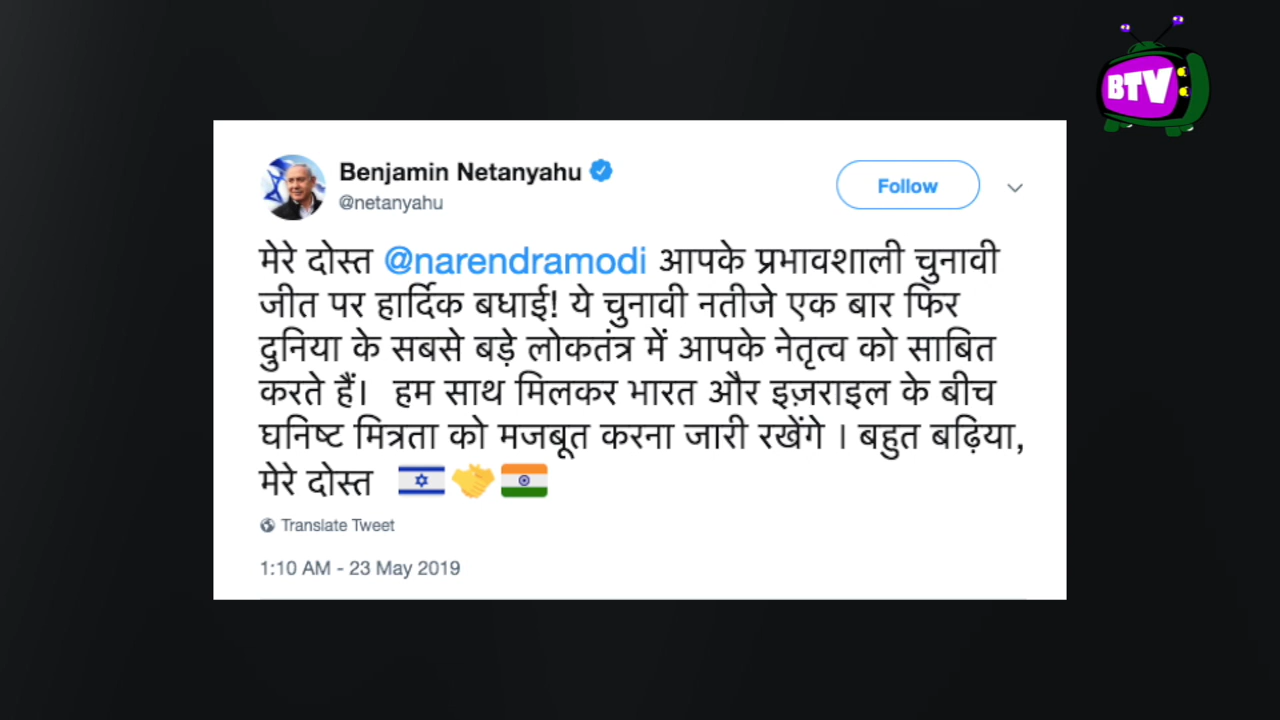 BTV
Benjamin Netanyahu
@netanyahu
Follow
मेरे दोस्त @narendramodi आपके प्रभावशाली चुनावी
जीत पर हार्दिक बधाई! ये चुनावी नतीजे एक बार फिर
दुनिया के सबसे बड़े लोकतंत्र में आपके नेतृत्व को साबित
करते हैं। हम साथ मिलकर भारत और इज़राइल के बीच
घनिष्ट मित्रता को मजबूत करना जारी रखेंगे । बहुत बढ़िया,
मेरे दोस्त 🇮🇱🤝🇮🇳
Translate Tweet
1:10 AM - 23 May 2019